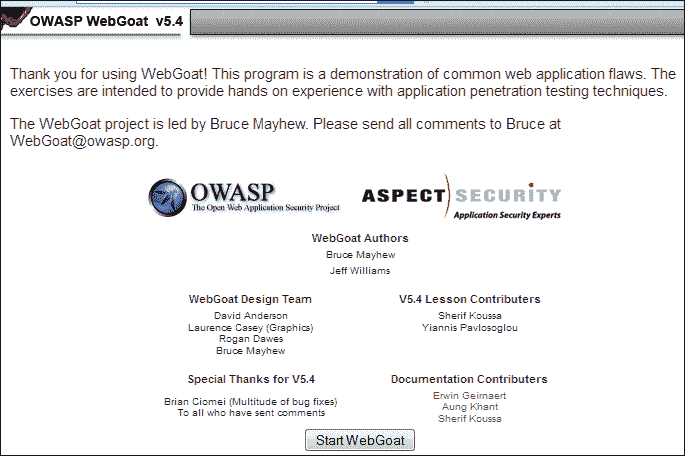 OWASP WebGoat v5.4
Thank you for using WebGoat! This program is a demonstration of common web application flaws. The
exercises are intended to provide hands on experience with application penetration testing techniques.
The WebGoat project is led by Bruce Mayhew. Please send all comments to Bruce at
WebGoat@owasp.org.
OWASP
The Open Web Application Security Project
ASPECT SECURITY
Application Security Experts
WebGoat Authors
Bruce Mayhew
Jeff Williams
WebGoat Design Team
David Anderson
Laurence Casey (Graphics)
Rogan Dawes
Bruce Mayhew
V5.4 Lesson Contributers
Sherif Koussa
Yiannis Pavlosoglou
Special Thanks for V5.4
Brian Ciomei (Multitude of bug fixes)
To all who have sent comments
Documentation Contributers
Erwin Geirnaert
Aung Khant
Sherif Koussa
Start WebGoat